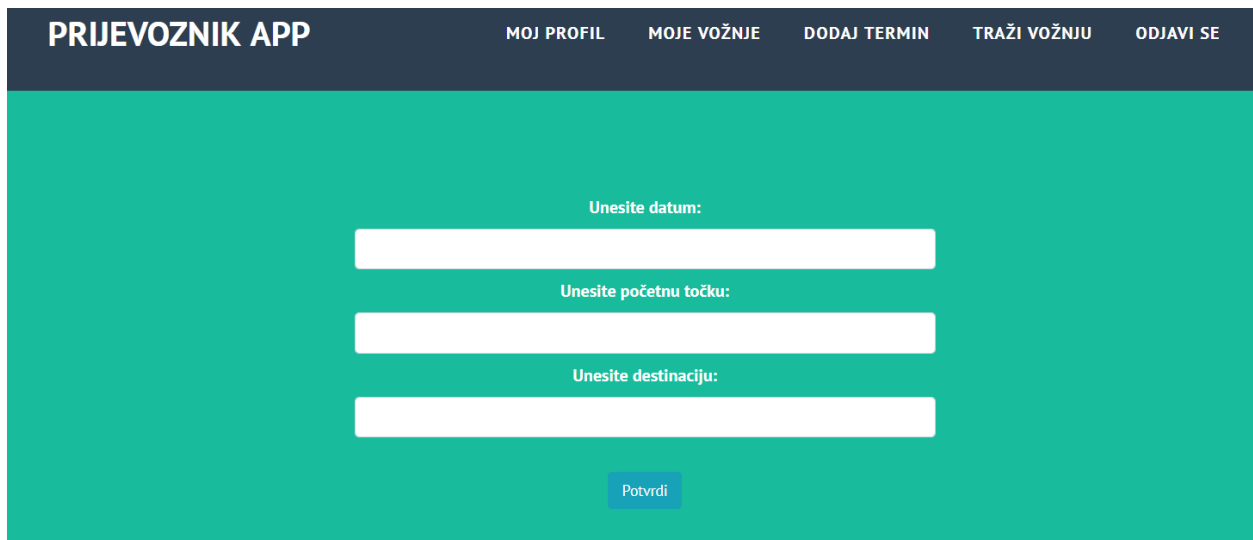 PRIJEVOZNIK APP MOJ PROFIL MOJE VOŽNJE DODAJ TERMIN TRAŽI VOŽNJU ODJAVI SE
Unesite datum:
Unesite početnu točku:
Unesite destinaciju:
Potvrdi